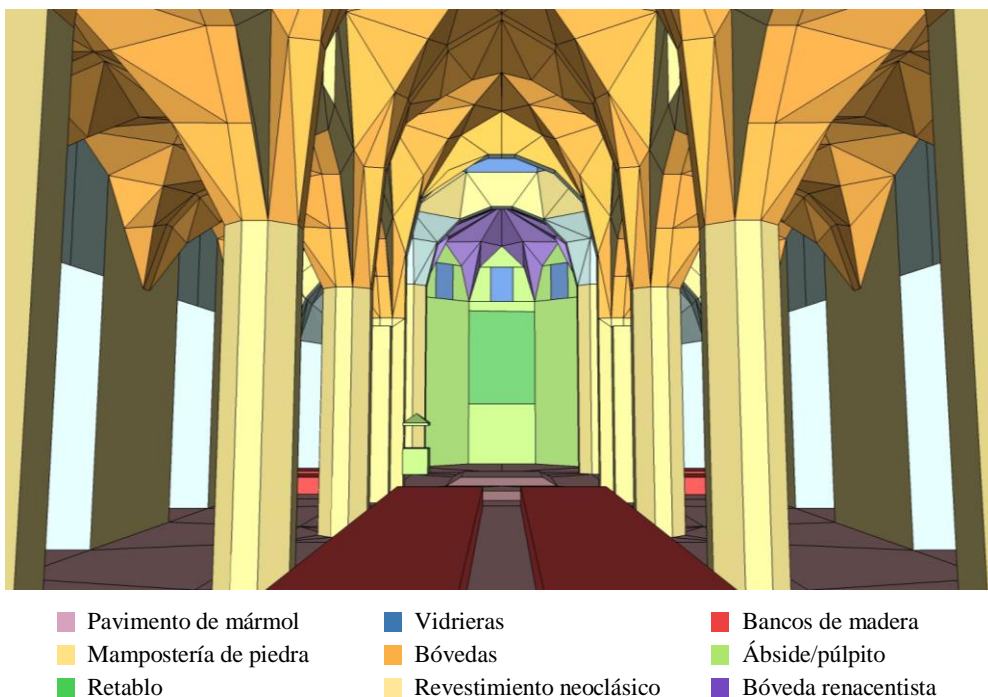 Pavimento de mármol Vidrieras Bancos de madera
Mampostería de piedra Bóvedas Ábside/púlpito
Retablo Revestimiento neoclásico Bóveda renacentista